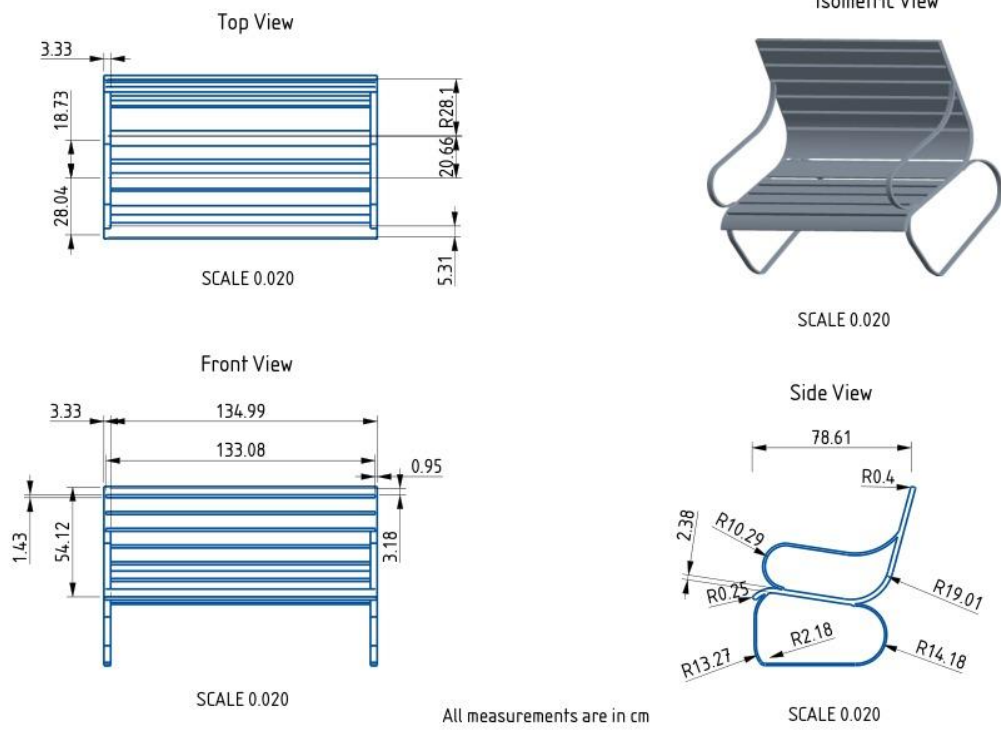 Top View
3.33
18.73
R28.1
20.66
28.04
5.31
SCALE 0.020
Isometric View
SCALE 0.020
Front View
3.33
134.99
133.08
0.95
1.43
54.12
3.18
SCALE 0.020
Side View
78.61
R0.4
2.38
R10.29
R0.25
R19.01
R2.18
R13.27
R14.18
SCALE 0.020
All measurements are in cm